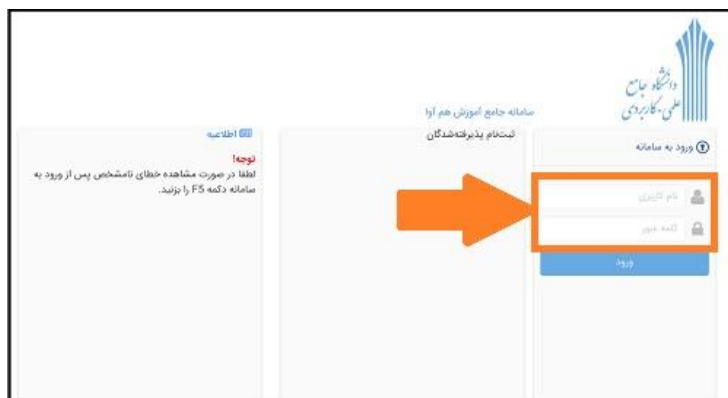 دانشگاه جامع
علمی-کاربردی
سامانه جامع آموزش هم آوا
ورود به سامانه
نام کاربری
کلمه عبور
ورود
ثبت‌نام پذیرفته‌شدگان
اطلاعیه
توجه!
لطفا در صورت مشاهده خطای نامشخص پس از ورود به
سامانه دکمه F5 را بزنید.